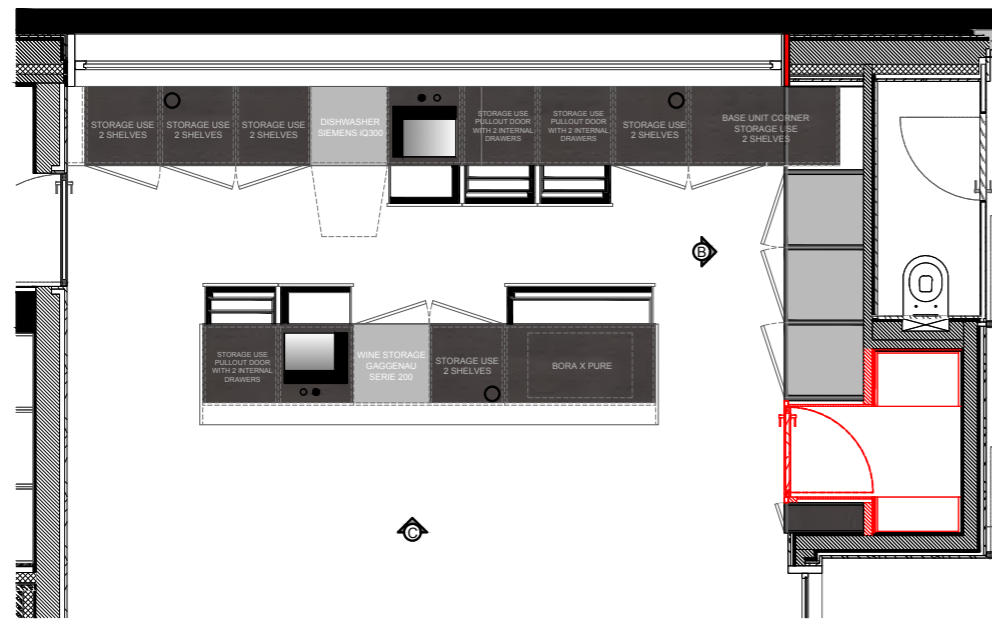 STORAGE USE
2 SHELVES
STORAGE USE
2 SHELVES
STORAGE USE
2 SHELVES
DISHWASHER
SIEMENS iQ300
STORAGE USE
PULLOUT DOOR
WITH 2 INTERNAL
DRAWERS
STORAGE USE
PULLOUT DOOR
WITH 2 INTERNAL
DRAWERS
STORAGE USE
2 SHELVES
BASE UNIT CORNER
STORAGE USE
2 SHELVES
B
STORAGE USE
PULLOUT DOOR
WITH 2 INTERNAL
DRAWERS
WINE STORAGE
GAGGENAU
SERIE 200
STORAGE USE
2 SHELVES
BORA X PURE
C